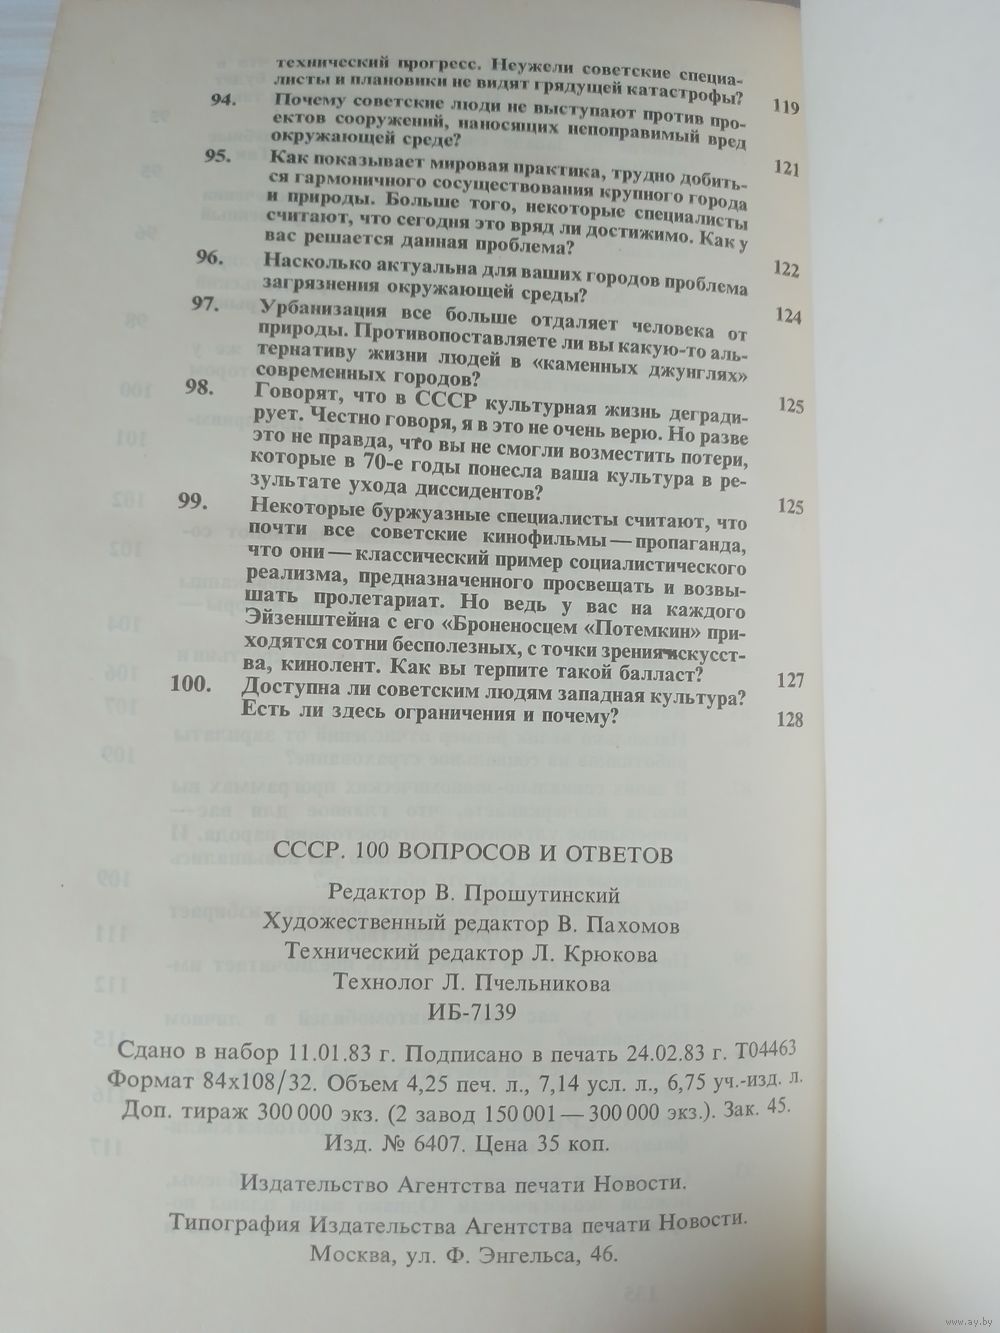 технический прогресс. Неужели советские специа-
листы и плановики не видят грядущей катастрофы? 119
94. Почему советские люди не выступают против про-
ектов сооружений, наносящих непоправимый вред
окружающей среде? 121
95. Как показывает мировая практика, трудно добить-
ся гармоничного сосуществования крупного города
и природы. Больше того, некоторые специалисты
считают, что сегодня это вряд ли достижимо. Как у
вас решается данная проблема? 122
96. Насколько актуальна для ваших городов проблема
загрязнения окружающей среды? 124
97. Урбанизация все больше отдаляет человека от
природы. Противопоставляете ли вы какую-то аль-
тернативу жизни людей в «каменных джунглях»
современных городов? 125
98. Говорят, что в СССР культурная жизнь дегради-
рует. Честно говоря, я в это не очень верю. Но разве
это не правда, что вы не смогли возместить потери,
которые в 70-е годы понесла ваша культура в ре-
зультате ухода диссидентов? 125
99. Некоторые буржуазные специалисты считают, что
почти все советские кинофильмы — пропаганда,
что они — классический пример социалистического
реализма, предназначенного просвещать и возвы-
шать пролетариат. Но ведь у вас на каждого
Эйзенштейна с его «Броненосцем «Потемкин» при-
ходятся сотни бесполезных, с точки зрения искусст-
ва, кинолент. Как вы терпите такой балласт? 127
100. Доступна ли советским людям западная культура?
Есть ли здесь ограничения и почему? 128
СССР. 100 ВОПРОСОВ И ОТВЕТОВ
Редактор В. Прошутинский
Художественный редактор В. Пахомов
Технический редактор Л. Крюкова
Технолог Л. Пчельникова
ИБ-7139
Сдано в набор 11.01.83 г. Подписано в печать 24.02.83 г. Т04463
Формат 84х108/32. Объем 4,25 печ. л., 7,14 усл. л., 6,75 уч.-изд. л.
Доп. тираж 300 000 экз. (2 завод 150 001 — 300 000 экз.). Зак. 45.
Изд. № 6407. Цена 35 коп.
Издательство Агентства печати Новости.
Типография Издательства Агентства печати Новости.
Москва, ул. Ф. Энгельса, 46.
www.ay.by